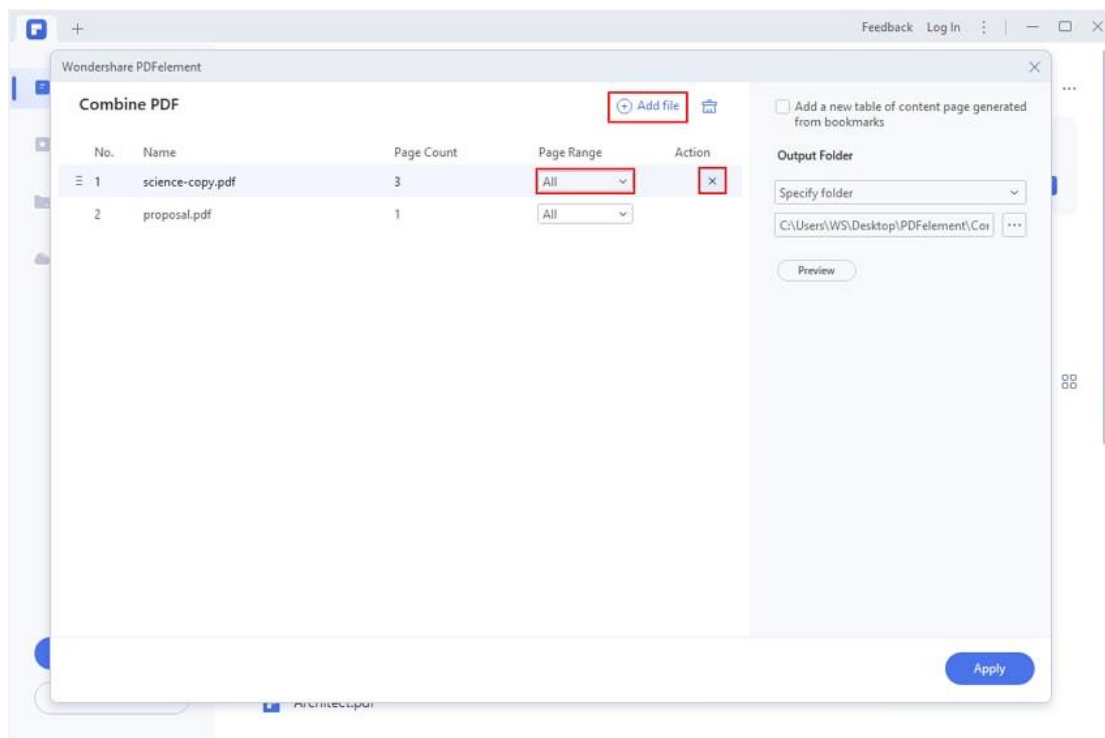 Feedback Log In
Wondershare PDFelement
Combine PDF
Add file
No. Name Page Count Page Range Action
1 science-copy.pdf 3 All
2 proposal.pdf 1 All
Add a new table of content page generated
from bookmarks
Output Folder
Specify folder
C:\Users\WS\Desktop\PDFelement\Cor
Preview
Apply
Architect.pdf